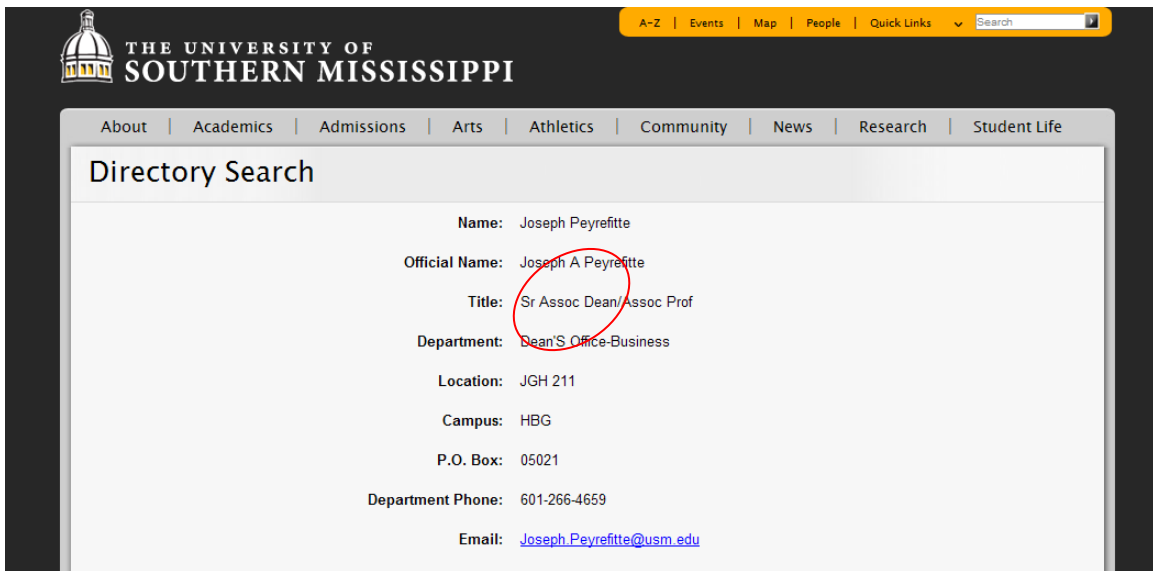 A-Z | Events | Map | People | Quick Links Search
THE UNIVERSITY OF
SOUTHERN MISSISSIPPI
About | Academics | Admissions | Arts | Athletics | Community | News | Research | Student Life
Directory Search
Name: Joseph Peyrefitte
Official Name: Joseph A Peyrefitte
Title: Sr Assoc Dean/Assoc Prof
Department: Dean'S Office-Business
Location: JGH 211
Campus: HBG
P.O. Box: 05021
Department Phone: 601-266-4659
Email: Joseph.Peyrefitte@usm.edu